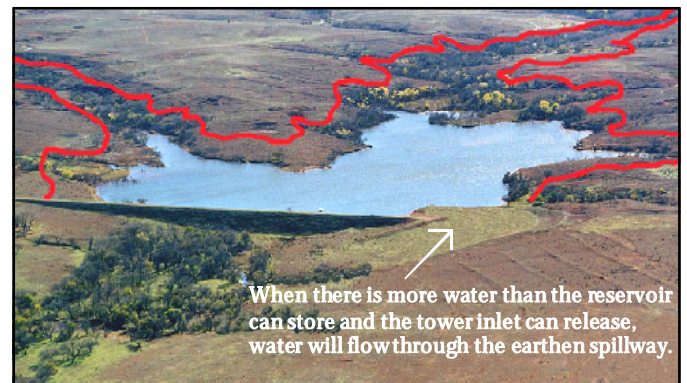 When there is more water than the reservoir
can store and the tower inlet can release,
water will flow through the earthen spillway.